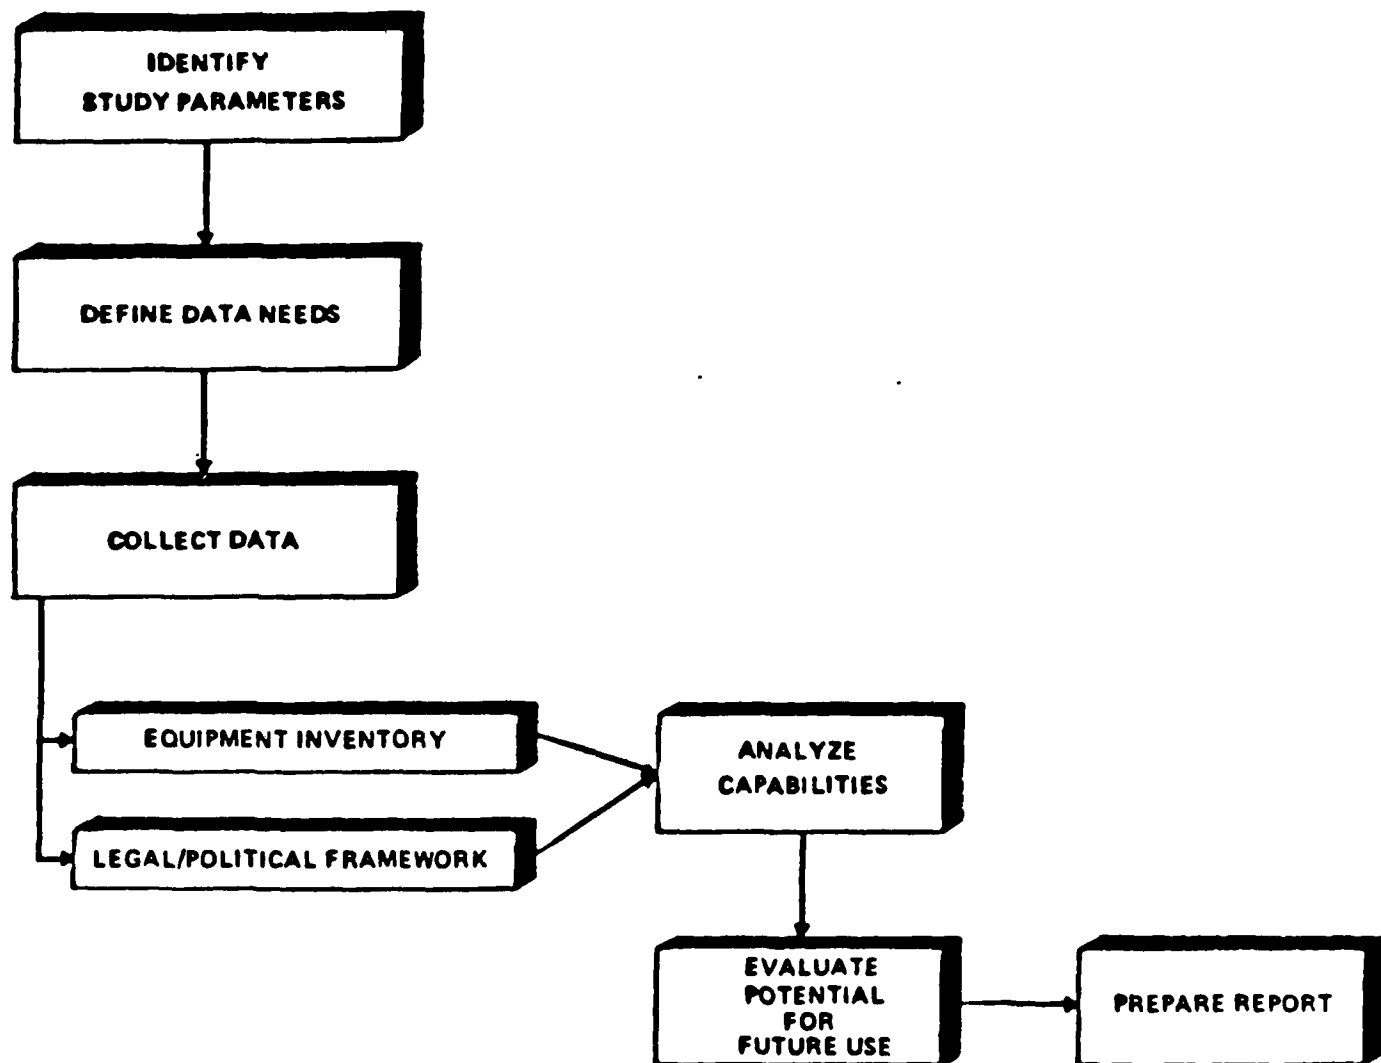 IDENTIFY
STUDY PARAMETERS
DEFINE DATA NEEDS
COLLECT DATA
EQUIPMENT INVENTORY
LEGAL/POLITICAL FRAMEWORK
ANALYZE
CAPABILITIES
EVALUATE
POTENTIAL
FOR
FUTURE USE
PREPARE REPORT